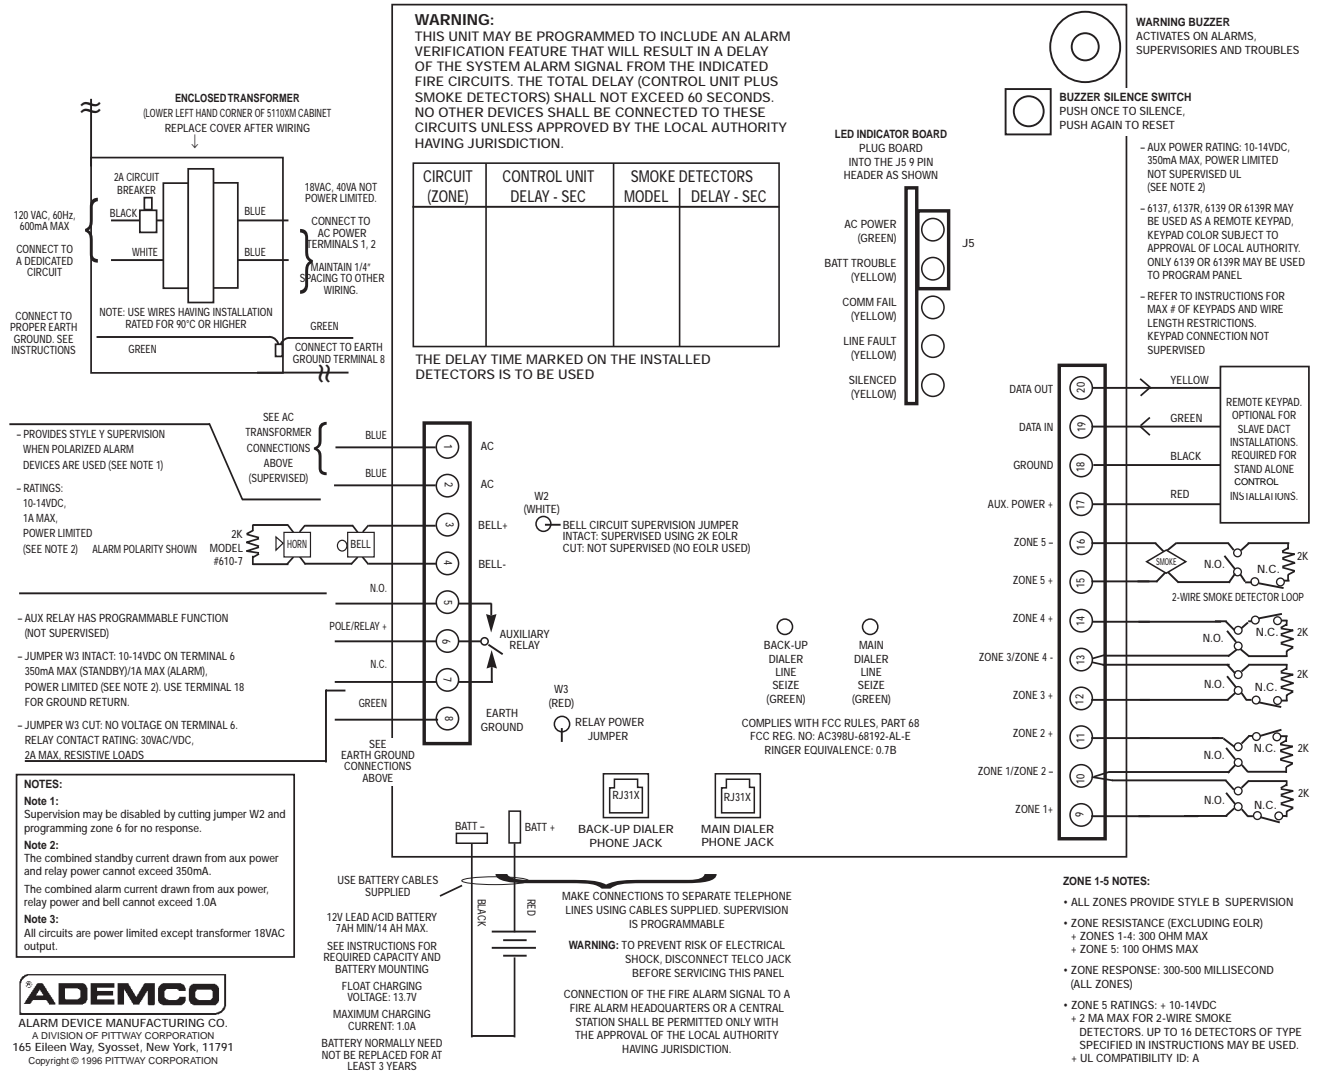 WARNING:
THIS UNIT MAY BE PROGRAMMED TO INCLUDE AN ALARM
VERIFICATION FEATURE THAT WILL RESULT IN A DELAY
OF THE SYSTEM ALARM SIGNAL FROM THE INDICATED
FIRE CIRCUITS. THE TOTAL DELAY (CONTROL UNIT PLUS
SMOKE DETECTORS) SHALL NOT EXCEED 60 SECONDS.
NO OTHER DEVICES SHALL BE CONNECTED TO THESE
CIRCUITS UNLESS APPROVED BY THE LOCAL AUTHORITY
HAVING JURISDICTION.
CIRCUIT
(ZONE)
CONTROL UNIT
DELAY - SEC
SMOKE DETECTORS
MODEL
DELAY - SEC
THE DELAY TIME MARKED ON THE INSTALLED
DETECTORS IS TO BE USED
WARNING BUZZER
ACTIVATES ON ALARMS,
SUPERVISORIES AND TROUBLES
BUZZER SILENCE SWITCH
PUSH ONCE TO SILENCE,
PUSH AGAIN TO RESET
LED INDICATOR BOARD
PLUG BOARD
INTO THE J5 9 PIN
HEADER AS SHOWN
AC POWER
(GREEN)
BATT TROUBLE
(YELLOW)
COMM FAIL
(YELLOW)
LINE FAULT
(YELLOW)
SILENCED
(YELLOW)
J5
ENCLOSED TRANSFORMER
(LOWER LEFT HAND CORNER OF 5110XM CABINET
REPLACE COVER AFTER WIRING
2A CIRCUIT
BREAKER
BLACK
WHITE
BLUE
BLUE
120 VAC, 60Hz,
600mA MAX
CONNECT TO
A DEDICATED
CIRCUIT
CONNECT TO
PROPER EARTH
GROUND. SEE
INSTRUCTIONS
18VAC, 40VA NOT
POWER LIMITED.
CONNECT TO
AC POWER
TERMINALS 1, 2
MAINTAIN 1/4"
SPACING TO OTHER
WIRING.
NOTE: USE WIRES HAVING INSTALLATION
RATED FOR 90°C OR HIGHER
GREEN
GREEN
CONNECT TO EARTH
GROUND TERMINAL 8
– AUX POWER RATING: 10-14VDC,
350mA MAX, POWER LIMITED
NOT SUPERVISED UL
(SEE NOTE 2)
– 6137, 6137R, 6139 OR 6139R MAY
BE USED AS A REMOTE KEYPAD,
KEYPAD COLOR SUBJECT TO
APPROVAL OF LOCAL AUTHORITY.
ONLY 6139 OR 6139R MAY BE USED
TO PROGRAM PANEL
– REFER TO INSTRUCTIONS FOR
MAX # OF KEYPADS AND WIRE
LENGTH RESTRICTIONS.
KEYPAD CONNECTION NOT
SUPERVISED
– PROVIDES STYLE Y SUPERVISION
WHEN POLARIZED ALARM
DEVICES ARE USED (SEE NOTE 1)
– RATINGS:
10-14VDC,
1A MAX,
POWER LIMITED
(SEE NOTE 2) ALARM POLARITY SHOWN
SEE AC
TRANSFORMER
CONNECTIONS
ABOVE
(SUPERVISED)
2K
MODEL
#610-7
HORN
BELL
BLUE
BLUE
N.O.
POLE/RELAY +
N.C.
GREEN
1
2
3
4
5
6
7
8
AC
AC
BELL+
BELL-
AUXILIARY
RELAY
EARTH
GROUND
W2
(WHITE)
BELL CIRCUIT SUPERVISION JUMPER
INTACT: SUPERVISED USING 2K EOLR
CUT: NOT SUPERVISED (NO EOLR USED)
W3
(RED)
RELAY POWER
JUMPER
SEE
EARTH GROUND
CONNECTIONS
ABOVE
– AUX RELAY HAS PROGRAMMABLE FUNCTION
(NOT SUPERVISED)
– JUMPER W3 INTACT: 10-14VDC ON TERMINAL 6
350mA MAX (STANDBY)/1A MAX (ALARM),
POWER LIMITED (SEE NOTE 2). USE TERMINAL 18
FOR GROUND RETURN.
– JUMPER W3 CUT: NO VOLTAGE ON TERMINAL 6.
RELAY CONTACT RATING: 30VAC/VDC,
2A MAX, RESISTIVE LOADS
BACK-UP
DIALER
LINE
SEIZE
(GREEN)
MAIN
DIALER
LINE
SEIZE
(GREEN)
COMPLIES WITH FCC RULES, PART 68
FCC REG. NO: AC398U-68192-AL-E
RINGER EQUIVALENCE: 0.7B
RJ31X
BACK-UP DIALER
PHONE JACK
RJ31X
MAIN DIALER
PHONE JACK
DATA OUT
DATA IN
GROUND
AUX. POWER +
ZONE 5 –
ZONE 5 +
ZONE 4 +
ZONE 3/ZONE 4 -
ZONE 3 +
ZONE 2 +
ZONE 1/ZONE 2 –
ZONE 1+
20
19
18
17
16
15
14
13
12
11
10
9
YELLOW
GREEN
BLACK
RED
REMOTE KEYPAD.
OPTIONAL FOR
SLAVE DACT
INSTALLATIONS.
REQUIRED FOR
STAND ALONE
CONTROL
INSTALLATIONS.
SMOKE
N.O.
N.C.
2K
2-WIRE SMOKE DETECTOR LOOP
N.O.
N.C.
2K
N.O.
N.C.
2K
N.O.
N.C.
2K
N.O.
N.C.
2K
NOTES:
Note 1:
Supervision may be disabled by cutting jumper W2 and
programming zone 6 for no response.
Note 2:
The combined standby current drawn from aux power
and relay power cannot exceed 350mA.
The combined alarm current drawn from aux power,
relay power and bell cannot exceed 1.0A
Note 3:
All circuits are power limited except transformer 18VAC
output.
®ADEMCO
ALARM DEVICE MANUFACTURING CO.
A DIVISION OF PITTWAY CORPORATION
165 Eileen Way, Syosset, New York, 11791
Copyright © 1996 PITTWAY CORPORATION
BATT –
BATT +
BLACK
RED
USE BATTERY CABLES
SUPPLIED
12V LEAD ACID BATTERY
7AH MIN/14 AH MAX.
SEE INSTRUCTIONS FOR
REQUIRED CAPACITY AND
BATTERY MOUNTING
FLOAT CHARGING
VOLTAGE: 13.7V
MAXIMUM CHARGING
CURRENT: 1.0A
BATTERY NORMALLY NEED
NOT BE REPLACED FOR AT
LEAST 3 YEARS
MAKE CONNECTIONS TO SEPARATE TELEPHONE
LINES USING CABLES SUPPLIED. SUPERVISION
IS PROGRAMMABLE
WARNING: TO PREVENT RISK OF ELECTRICAL
SHOCK, DISCONNECT TELCO JACK
BEFORE SERVICING THIS PANEL
CONNECTION OF THE FIRE ALARM SIGNAL TO A
FIRE ALARM HEADQUARTERS OR A CENTRAL
STATION SHALL BE PERMITTED ONLY WITH
THE APPROVAL OF THE LOCAL AUTHORITY
HAVING JURISDICTION.
ZONE 1-5 NOTES:
• ALL ZONES PROVIDE STYLE B SUPERVISION
• ZONE RESISTANCE (EXCLUDING EOLR)
+ ZONES 1-4: 300 OHM MAX
+ ZONE 5: 100 OHMS MAX
• ZONE RESPONSE: 300-500 MILLISECOND
(ALL ZONES)
• ZONE 5 RATINGS: + 10-14VDC
+ 2 MA MAX FOR 2-WIRE SMOKE
DETECTORS. UP TO 16 DETECTORS OF TYPE
SPECIFIED IN INSTRUCTIONS MAY BE USED.
+ UL COMPATIBILITY ID: A